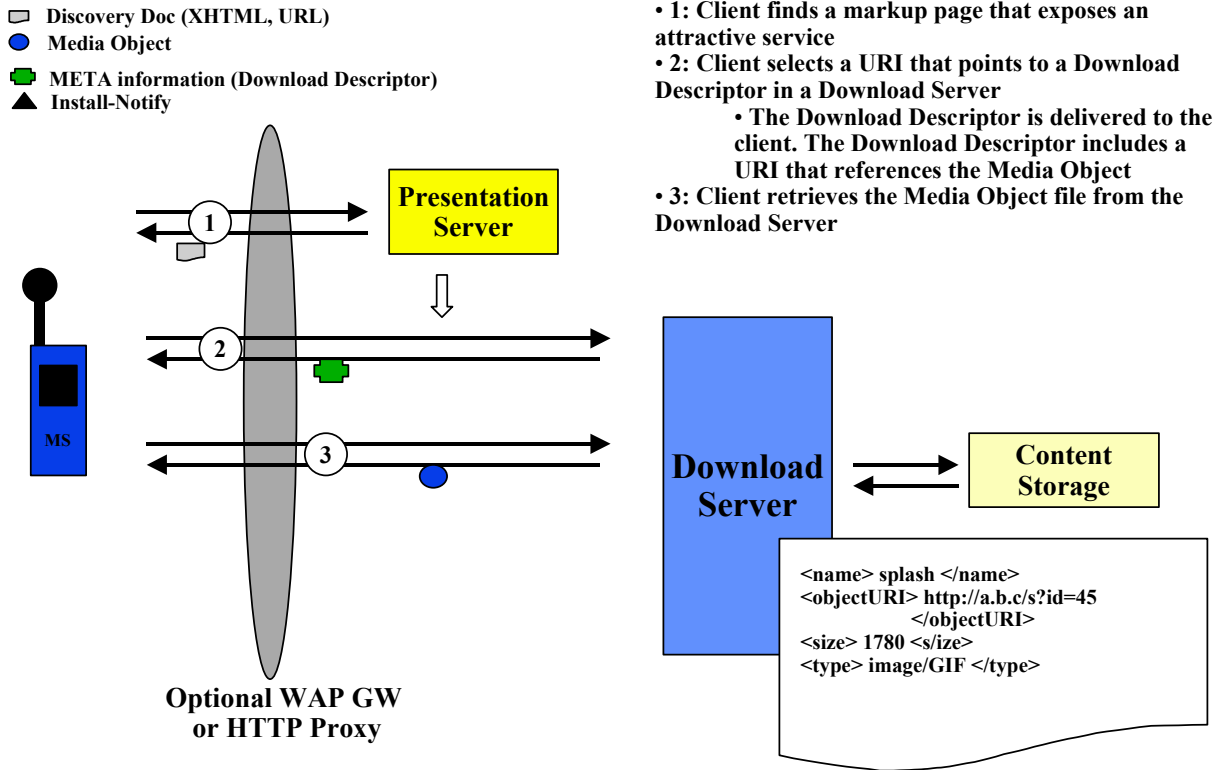 Discovery Doc (XHTML, URL)
Media Object
META information (Download Descriptor)
Install-Notify
• 1: Client finds a markup page that exposes an
attractive service
• 2: Client selects a URI that points to a Download
Descriptor in a Download Server
• The Download Descriptor is delivered to the
client. The Download Descriptor includes a
URI that references the Media Object
• 3: Client retrieves the Media Object file from the
Download Server
1
Presentation
Server
2
3
MS
Download
Server
Content
Storage
<name> splash </name>
<objectURI> http://a.b.c/s?id=45
</objectURI>
<size> 1780 <s/ize>
<type> image/GIF </type>
Optional WAP GW
or HTTP Proxy